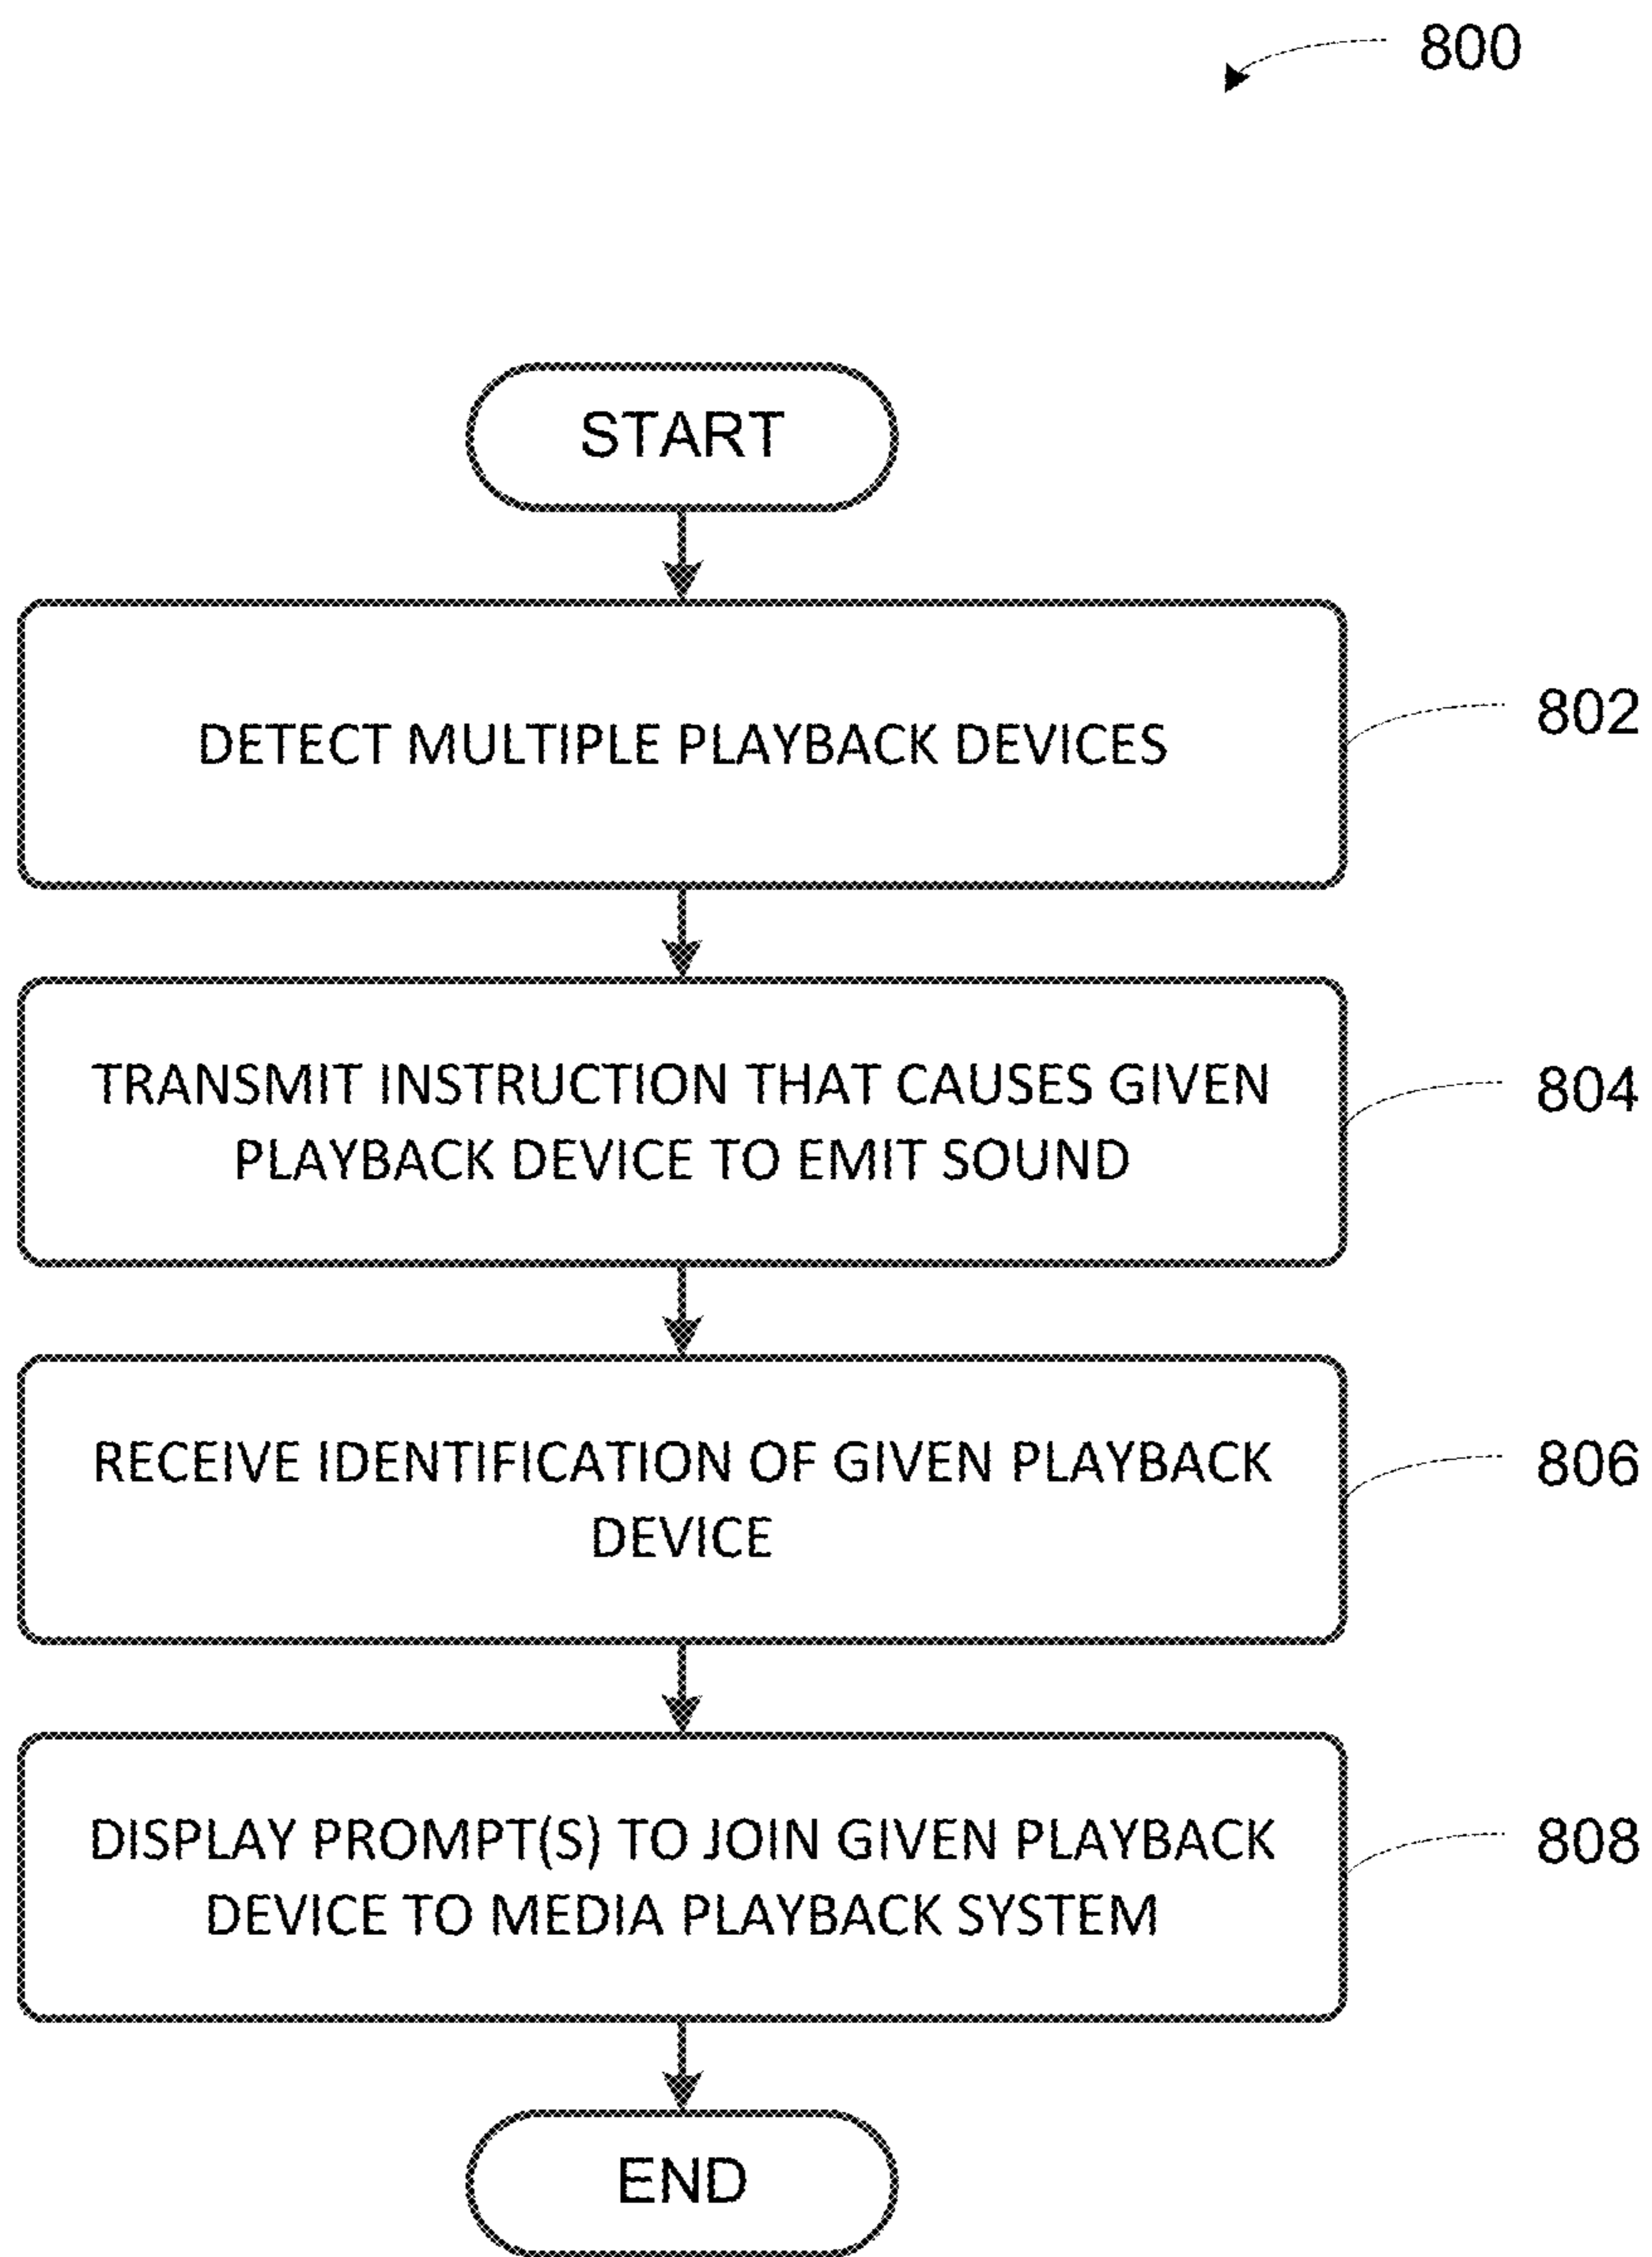 800
START
DETECT MULTIPLE PLAYBACK DEVICES
802
TRANSMIT INSTRUCTION THAT CAUSES GIVEN
PLAYBACK DEVICE TO EMIT SOUND
804
RECEIVE IDENTIFICATION OF GIVEN PLAYBACK
DEVICE
806
DISPLAY PROMPT(S) TO JOIN GIVEN PLAYBACK
DEVICE TO MEDIA PLAYBACK SYSTEM
808
END